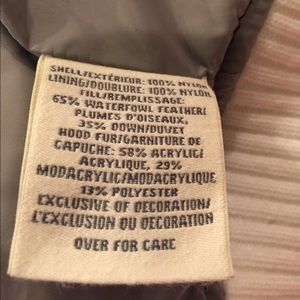 SHELL/EXTÉRIEUR: 100% NYLON
LINING/DOUBLURE: 100% NYLON
FILL/REMPLISSAGE:
65% WATERFOWL FEATHER/
PLUMES D'OISEAUX,
35% DOWN/DUVET
HOOD FUR/GARNITURE DE
CAPUCHE: 58% ACRYLIC/
ACRYLIQUE, 29%
MODACRYLIC/MODACRYLIQUE
13% POLYESTER
EXCLUSIVE OF DECORATION/
L'EXCLUSION DU DECORATION
OVER FOR CARE